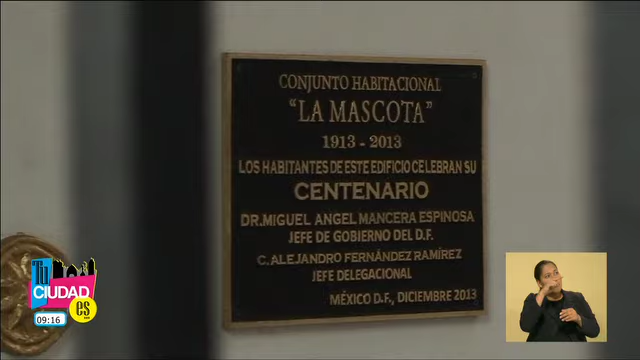 CONJUNTO HABITACIONAL
"LA MASCOTA"
1913 - 2013
LOS HABITANTES DE ESTE EDIFICIO CELEBRAN SU
CENTENARIO
DR. MIGUEL ANGEL MANCERA ESPINOSA
JEFE DE GOBIERNO DEL D.F.
C. ALEJANDRO FERNÁNDEZ RAMÍREZ
JEFE DELEGACIONAL
MÉXICO D.F., DICIEMBRE 2013
Tu
CIUDAD
es
09:16